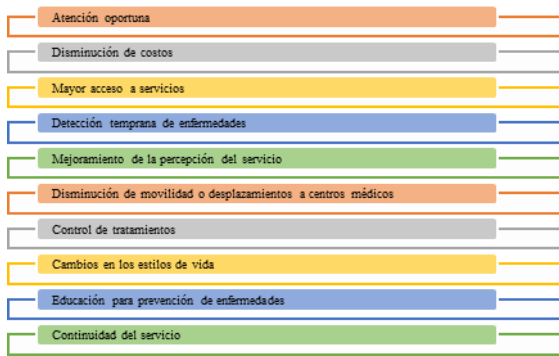 Atención oportuna
Disminución de costos
Mayor acceso a servicios
Detección temprana de enfermedades
Mejoramiento de la percepción del servicio
Disminución de movilidad o desplazamientos a centros médicos
Control de tratamientos
Cambios en los estilos de vida
Educación para prevención de enfermedades
Continuidad del servicio